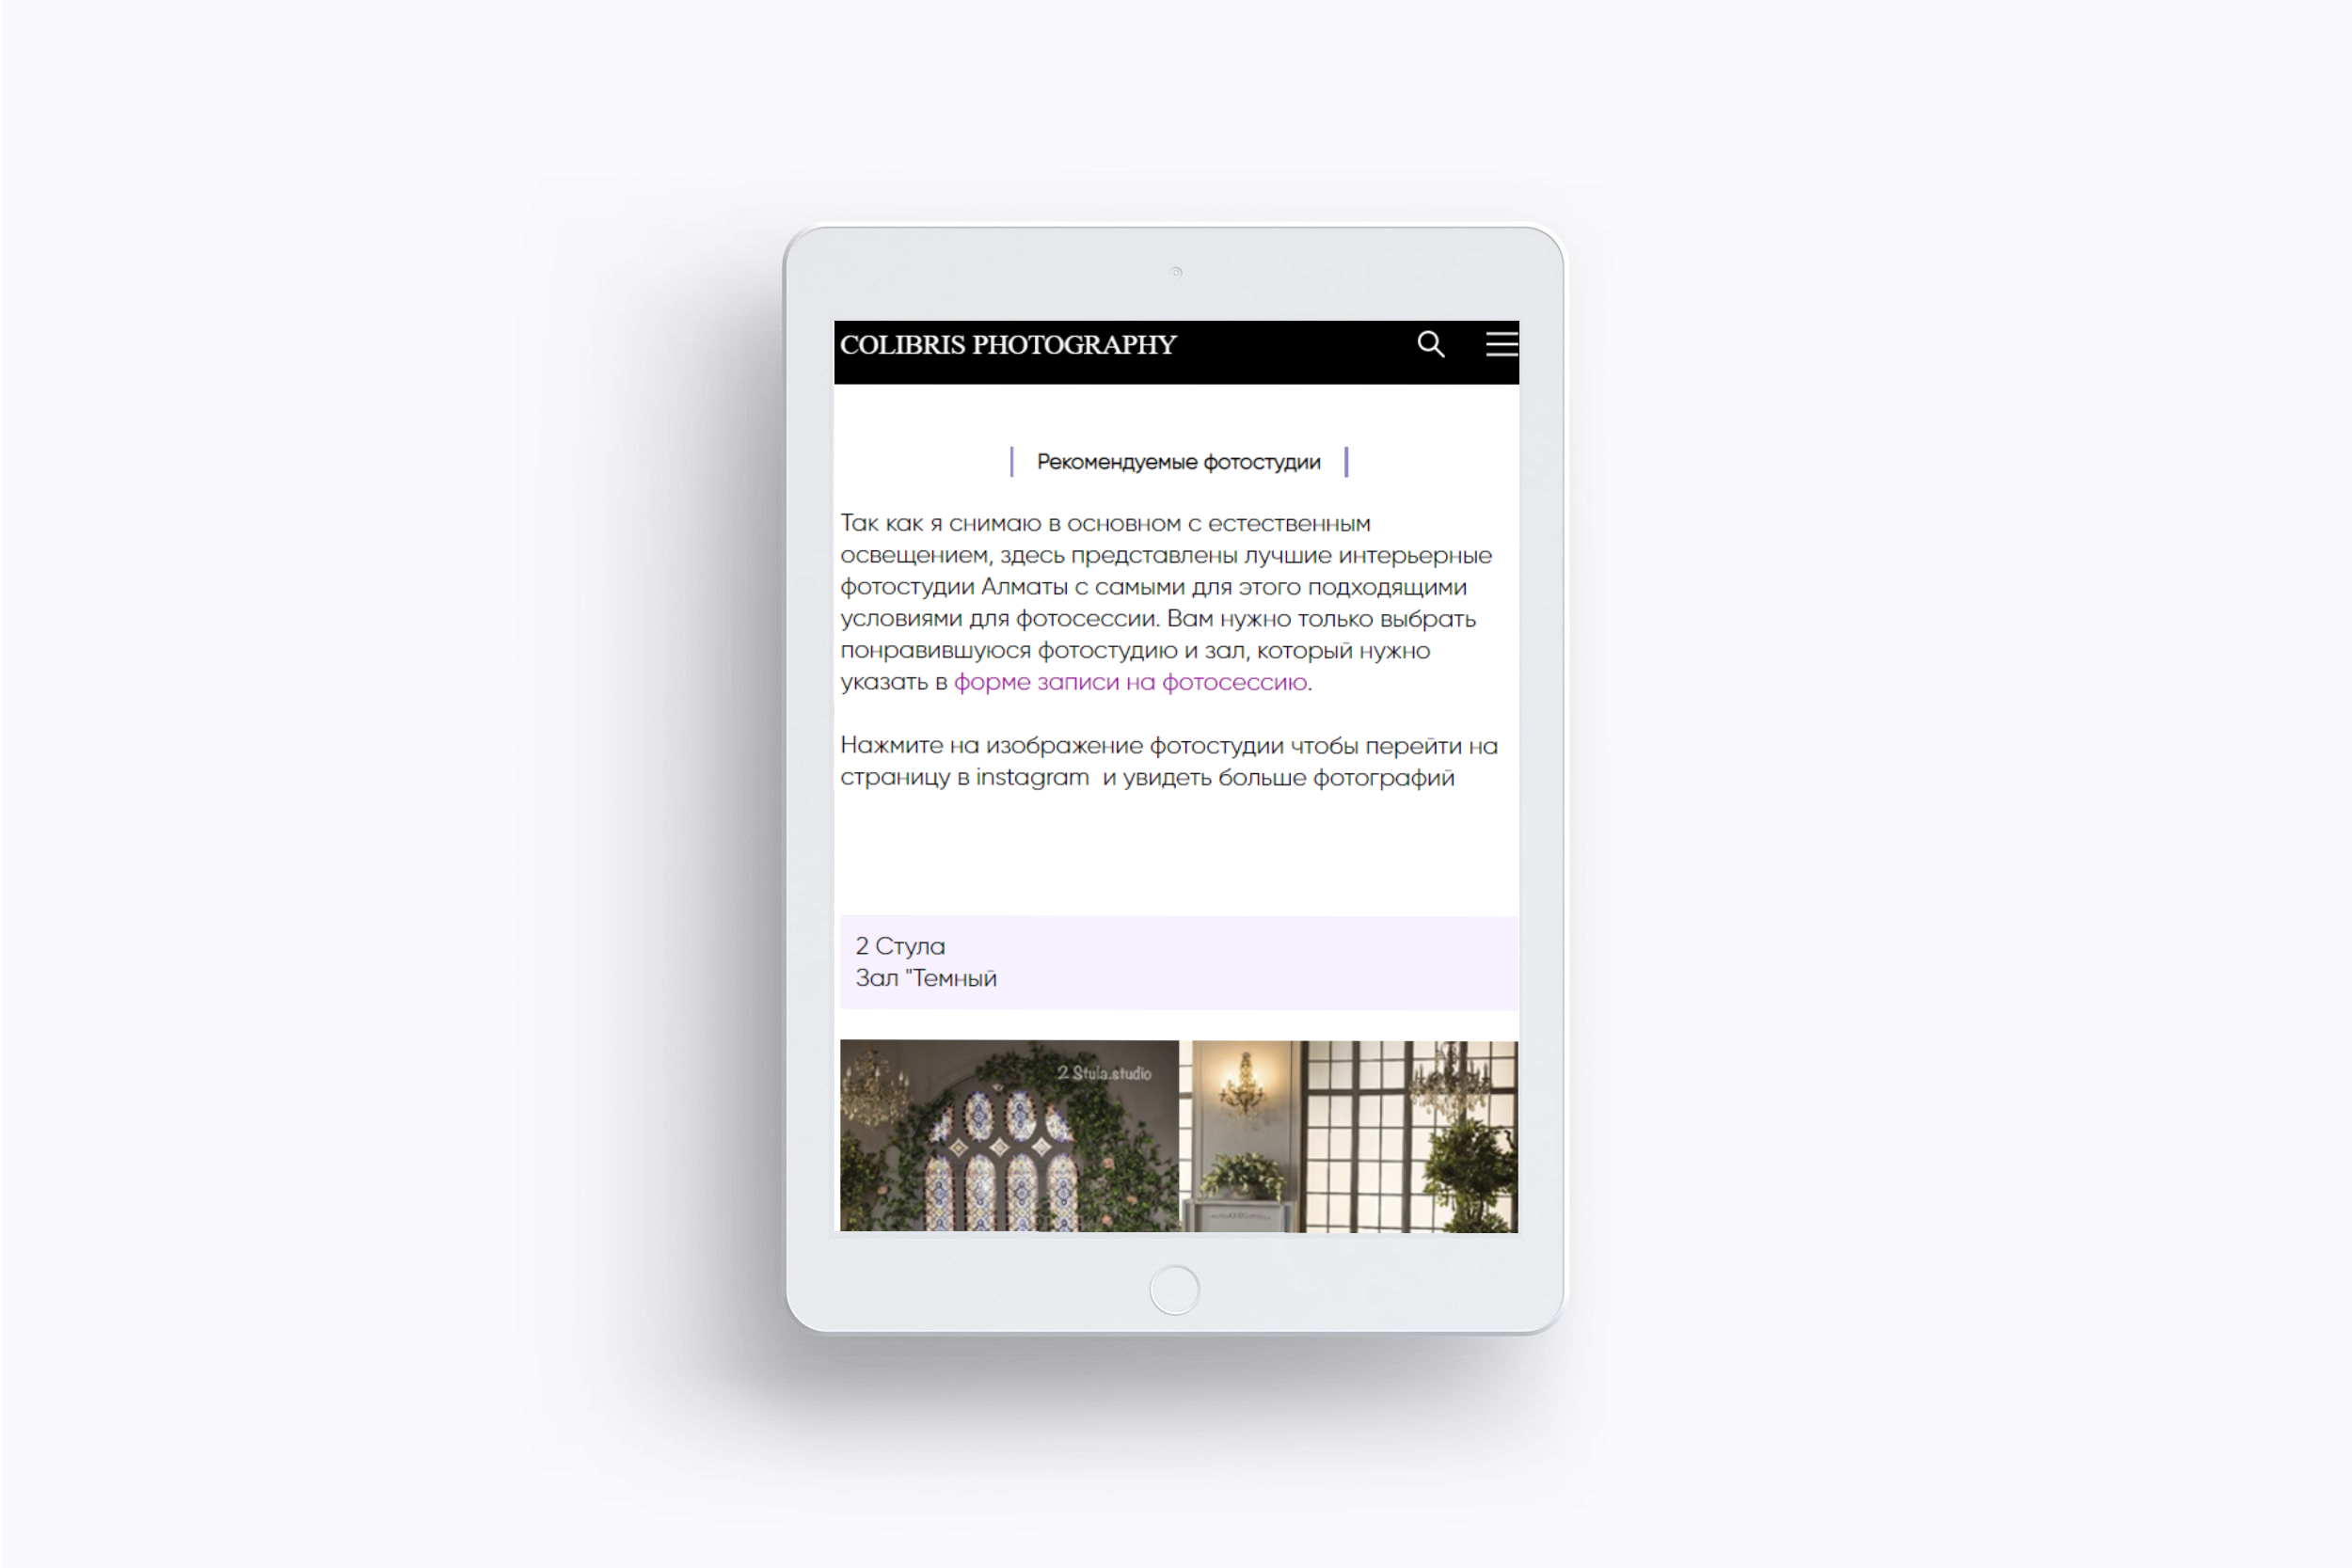 COLIBRIS PHOTOGRAPHY
Рекомендуемые фотостудии
Так как я снимаю в основном с естественным
освещением, здесь представлены лучшие интерьерные
фотостудии Алматы с самыми для этого подходящими
условиями для фотосессии. Вам нужно только выбрать
понравившуюся фотостудию и зал, который нужно
указать в форме записи на фотосессию.
Нажмите на изображение фотостудии чтобы перейти на
страницу в instagram  и увидеть больше фотографий
2 Стула
Зал "Темный
2 Stula.studio